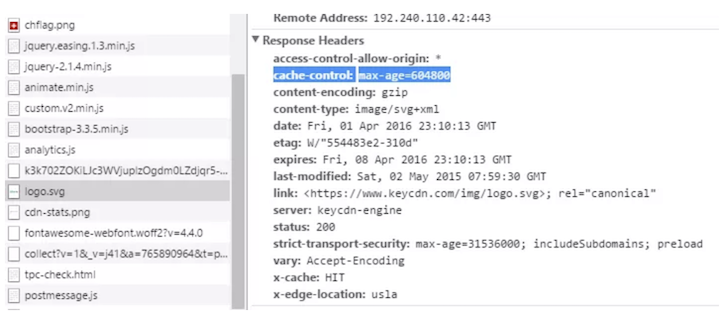 chflag.png
jquery.easing.1.3.min.js
jquery-2.1.4.min.js
animate.min.js
custom.v2.min.js
bootstrap-3.3.5.min.js
analytics.js
k3k702ZOKiLJc3WVjuplzOgdm0LZdjqr5-...
logo.svg
cdn-stats.png
fontawesome-webfont.woff2?v=4.4.0
collect?v=1&_v=j41&a=765890964&t=p...
tpc-check.html
postmessage.js
Remote Address: 192.240.110.42:443
Response Headers
access-control-allow-origin: *
cache-control: max-age=604800
content-encoding: gzip
content-type: image/svg+xml
date: Fri, 01 Apr 2016 23:10:13 GMT
etag: W/"554483e2-310d"
expires: Fri, 08 Apr 2016 23:10:13 GMT
last-modified: Sat, 02 May 2015 07:59:30 GMT
link: <https://www.keycdn.com/img/logo.svg>; rel="canonical"
server: keycdn-engine
status: 200
strict-transport-security: max-age=31536000; includeSubdomains; preload
vary: Accept-Encoding
x-cache: HIT
x-edge-location: usla